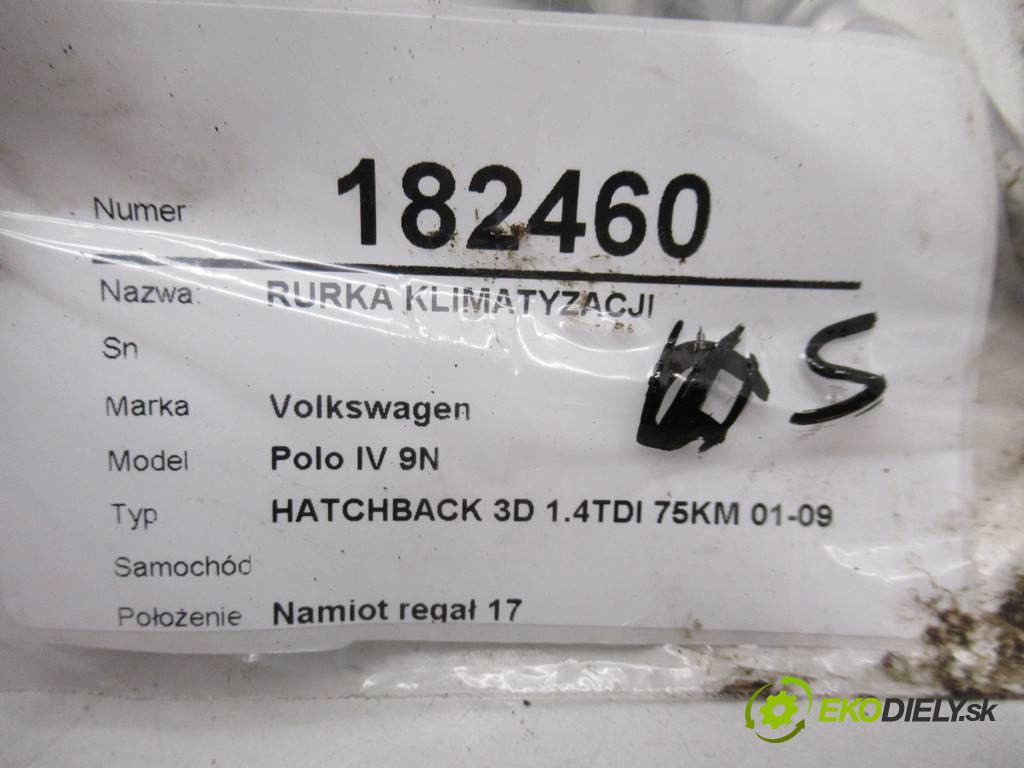 Numer 182460
Nazwa: RURKA KLIMATYZACJI
Sn
S
Marka Volkswagen
Model Polo IV 9N
Typ HATCHBACK 3D 1.4TDI 75KM 01-09
Samochód
Położenie Namiot regał 17
EKODIELY.sk